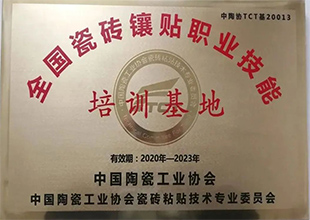 中陶协TCT基20013
全国瓷砖镶贴职业技能
培训基地
有效期：2020年—2023年
中国陶瓷工业协会
中国陶瓷工业协会瓷砖粘贴技术专业委员会